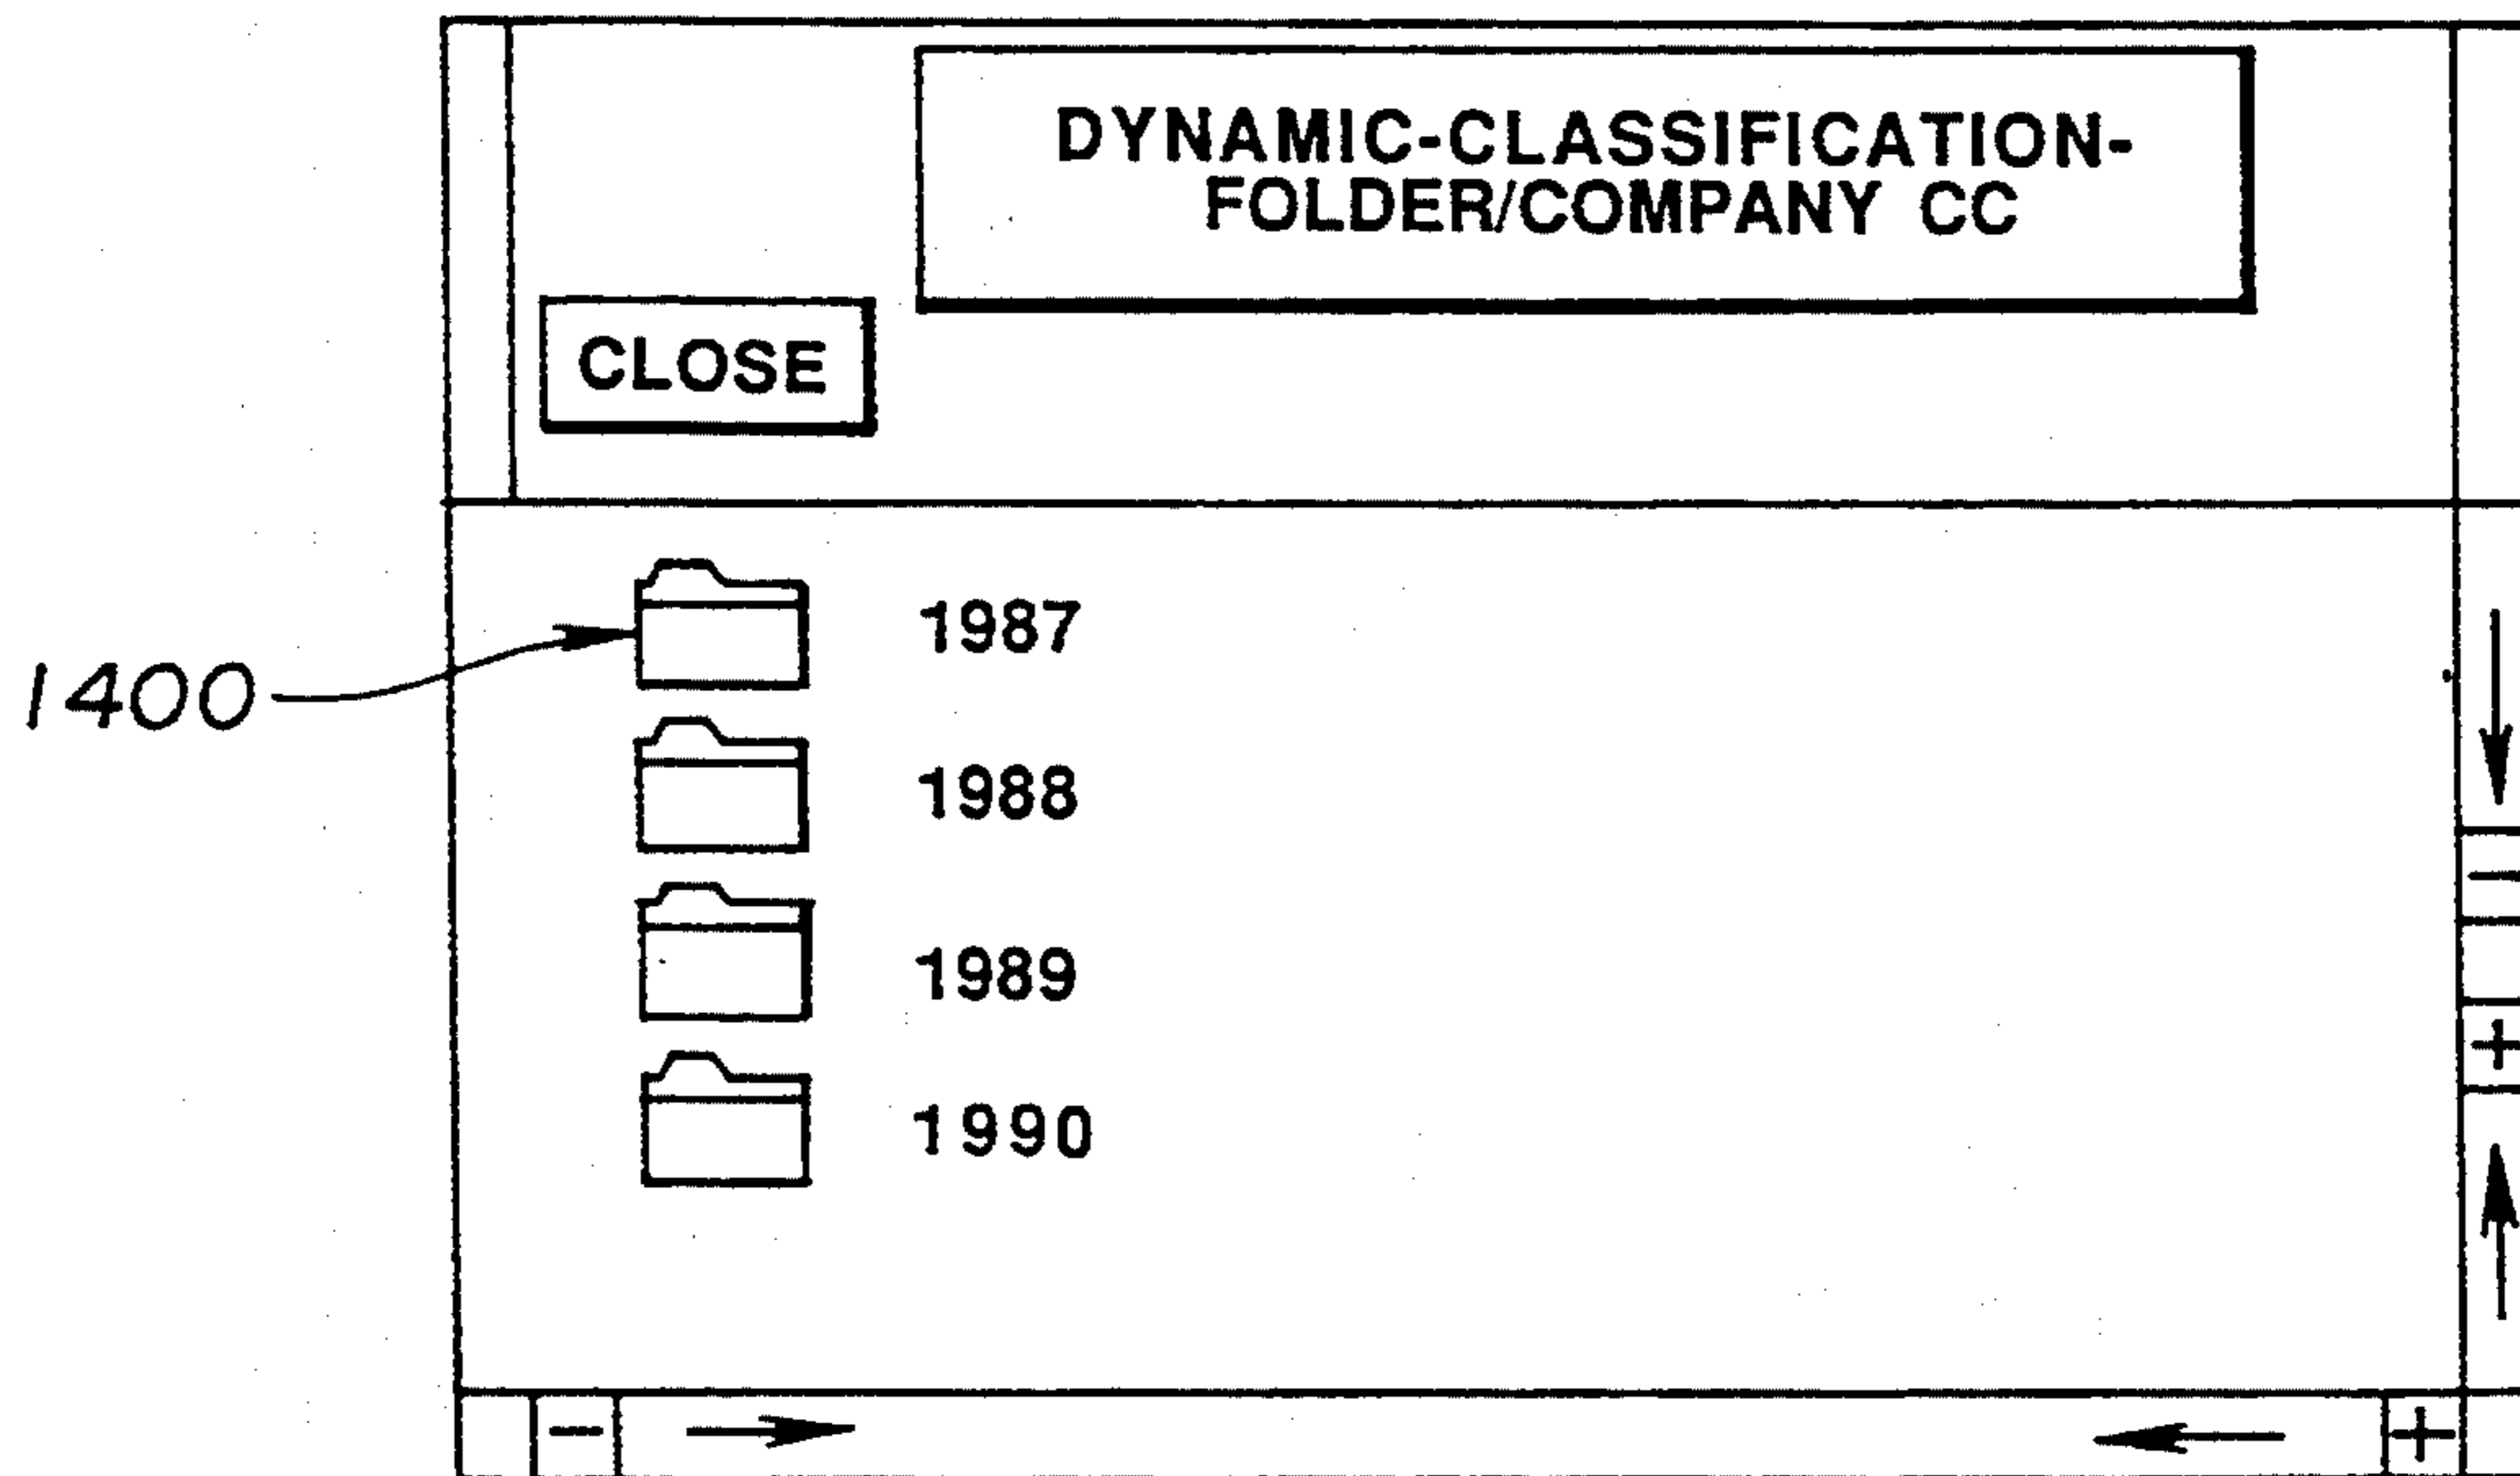 DYNAMIC-CLASSIFICATION-
FOLDER/COMPANY CC
CLOSE
1987
1400
1988
1989
1990